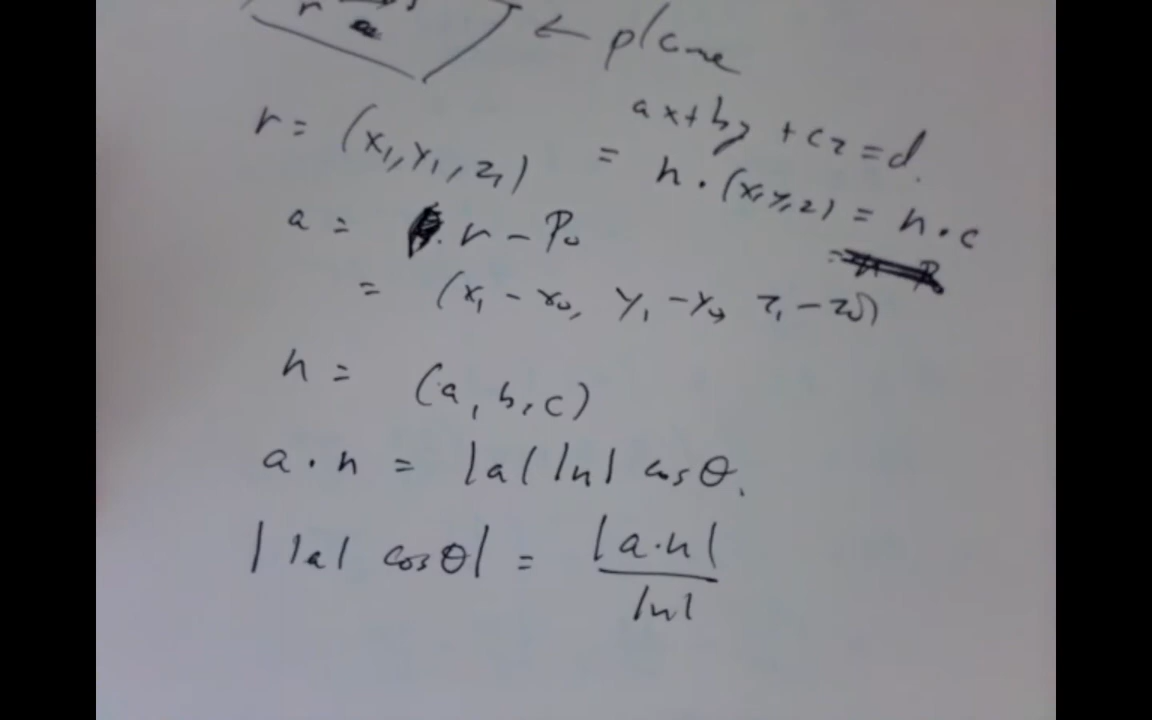 r a
← plane
ax+by+cz=d.
r = (x₁, y₁, z₁) = n · (x, y, z) = n · c
a = r − P₀
= (x₁ − x₀, y₁ − y₀, z₁ − z₀)
n = (a, b, c)
a · n = |a| |n| cos θ.
| |a| cos θ | = |a·n| / |n|